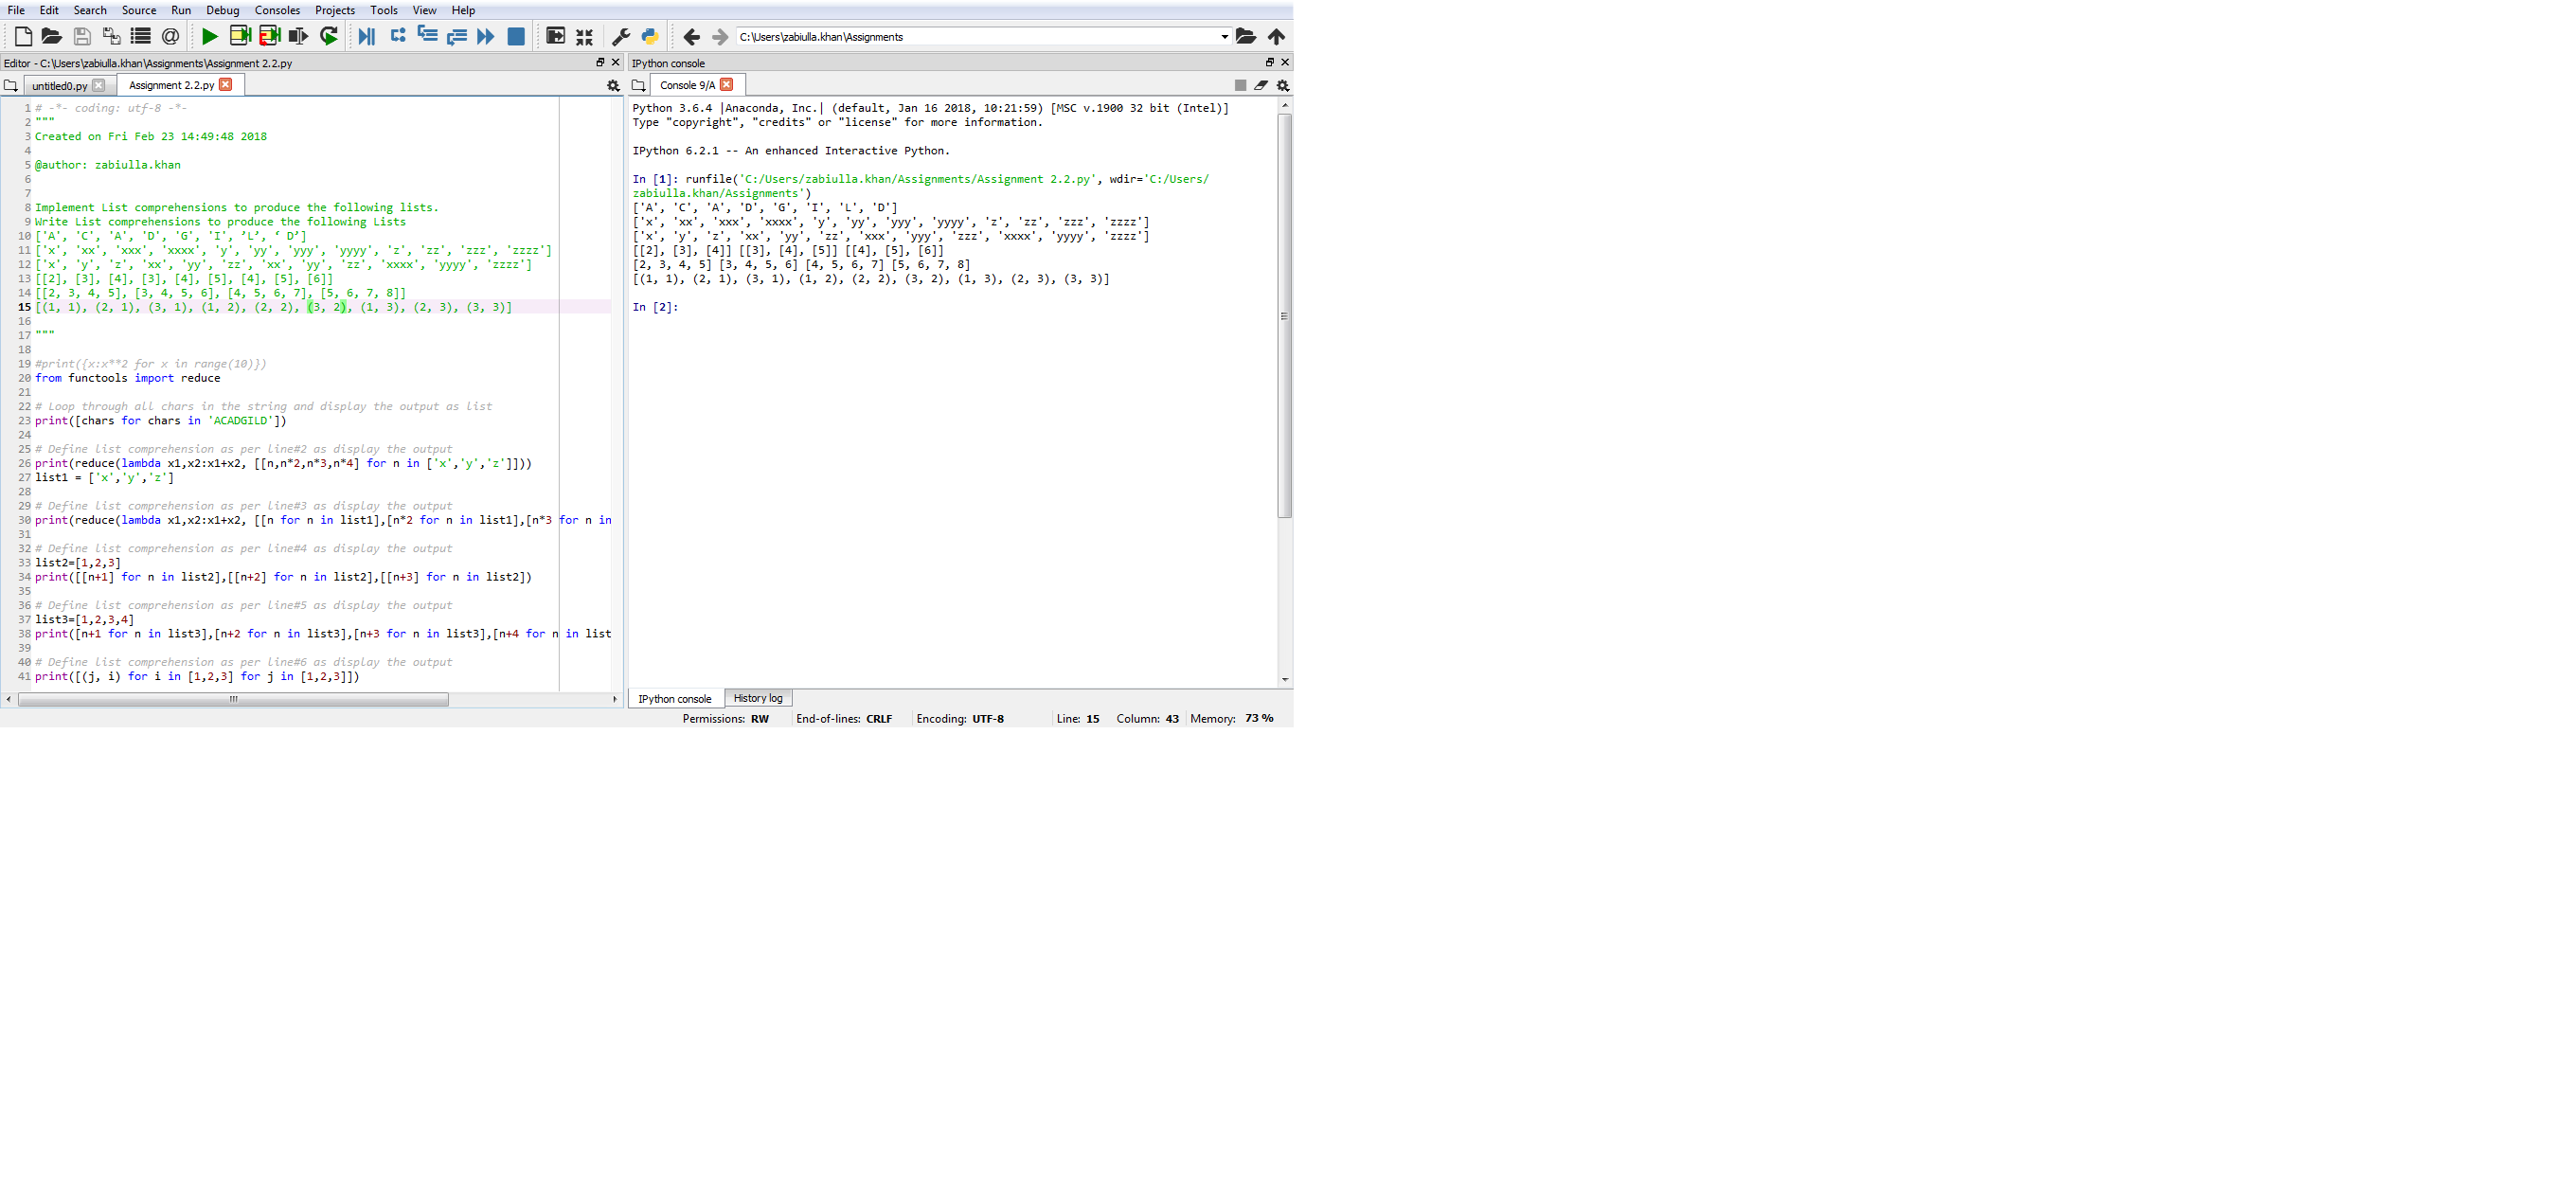 File Edit Search Source Run Debug Consoles Projects Tools View Help
C:\Users\zabiulla.khan\Assignments
Editor - C:\Users\zabiulla.khan\Assignments\Assignment 2.2.py
untitled0.py Assignment 2.2.py
1 # -*- coding: utf-8 -*-
2 """
3 Created on Fri Feb 23 14:49:48 2018
4
5 @author: zabiulla.khan
6
7
8 Implement List comprehensions to produce the following lists.
9 Write List comprehensions to produce the following Lists
10 ['A', 'C', 'A', 'D', 'G', 'I', ’L’, ‘ D’]
11 ['x', 'xx', 'xxx', 'xxxx', 'y', 'yy', 'yyy', 'yyyy', 'z', 'zz', 'zzz', 'zzzz']
12 ['x', 'y', 'z', 'xx', 'yy', 'zz', 'xx', 'yy', 'zz', 'xxxx', 'yyyy', 'zzzz']
13 [[2], [3], [4], [3], [4], [5], [4], [5], [6]]
14 [[2, 3, 4, 5], [3, 4, 5, 6], [4, 5, 6, 7], [5, 6, 7, 8]]
15 [(1, 1), (2, 1), (3, 1), (1, 2), (2, 2), (3, 2), (1, 3), (2, 3), (3, 3)]
16
17 """
18
19 #print({x:x**2 for x in range(10)})
20 from functools import reduce
21
22 # Loop through all chars in the string and display the output as list
23 print([chars for chars in 'ACADGILD'])
24
25 # Define list comprehension as per line#2 as display the output
26 print(reduce(lambda x1,x2:x1+x2, [[n,n*2,n*3,n*4] for n in ['x','y','z']]))
27 list1 = ['x','y','z']
28
29 # Define list comprehension as per line#3 as display the output
30 print(reduce(lambda x1,x2:x1+x2, [[n for n in list1],[n*2 for n in list1],[n*3 for n in
31
32 # Define list comprehension as per line#4 as display the output
33 list2=[1,2,3]
34 print([[n+1] for n in list2],[[n+2] for n in list2],[[n+3] for n in list2])
35
36 # Define list comprehension as per line#5 as display the output
37 list3=[1,2,3,4]
38 print([n+1 for n in list3],[n+2 for n in list3],[n+3 for n in list3],[n+4 for n in list
39
40 # Define list comprehension as per line#6 as display the output
41 print([(j, i) for i in [1,2,3] for j in [1,2,3]])
IPython console
Console 9/A
Python 3.6.4 |Anaconda, Inc.| (default, Jan 16 2018, 10:21:59) [MSC v.1900 32 bit (Intel)]
Type "copyright", "credits" or "license" for more information.
IPython 6.2.1 -- An enhanced Interactive Python.
In [1]: runfile('C:/Users/zabiulla.khan/Assignments/Assignment 2.2.py', wdir='C:/Users/
zabiulla.khan/Assignments')
['A', 'C', 'A', 'D', 'G', 'I', 'L', 'D']
['x', 'xx', 'xxx', 'xxxx', 'y', 'yy', 'yyy', 'yyyy', 'z', 'zz', 'zzz', 'zzzz']
['x', 'y', 'z', 'xx', 'yy', 'zz', 'xxx', 'yyy', 'zzz', 'xxxx', 'yyyy', 'zzzz']
[[2], [3], [4]] [[3], [4], [5]] [[4], [5], [6]]
[2, 3, 4, 5] [3, 4, 5, 6] [4, 5, 6, 7] [5, 6, 7, 8]
[(1, 1), (2, 1), (3, 1), (1, 2), (2, 2), (3, 2), (1, 3), (2, 3), (3, 3)]
In [2]:
IPython console History log
Permissions: RW End-of-lines: CRLF Encoding: UTF-8 Line: 15 Column: 43 Memory: 73 %